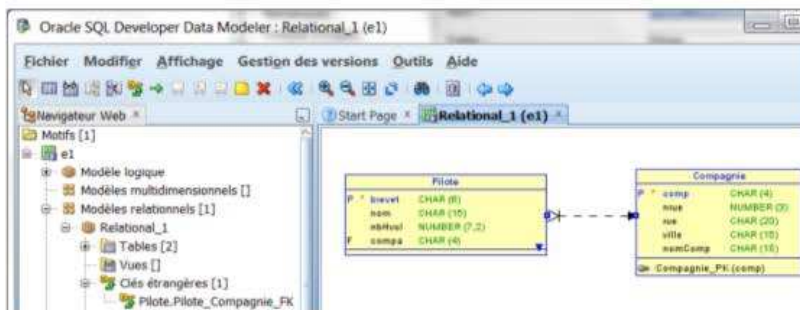 Oracle SQL Developer Data Modeler : Relational_1 (e1)
Fichier Modifier Affichage Gestion des versions Outils Aide
Navigateur Web
Start Page
Relational_1 (e1)
Motifs [1]
e1
Modèle logique
Modèles multidimensionnels []
Modèles relationnels [1]
Relational_1
Tables [2]
Vues []
Clés étrangères [1]
Pilote.Pilote_Compagnie_FK
Pilote
P * brevet CHAR (6)
nom CHAR (15)
nbHvol NUMBER (7,2)
F compa CHAR (4)
Compagnie
P * comp CHAR (4)
nrue NUMBER (3)
rue CHAR (20)
ville CHAR (15)
nomComp CHAR (15)
Compagnie_PK (comp)